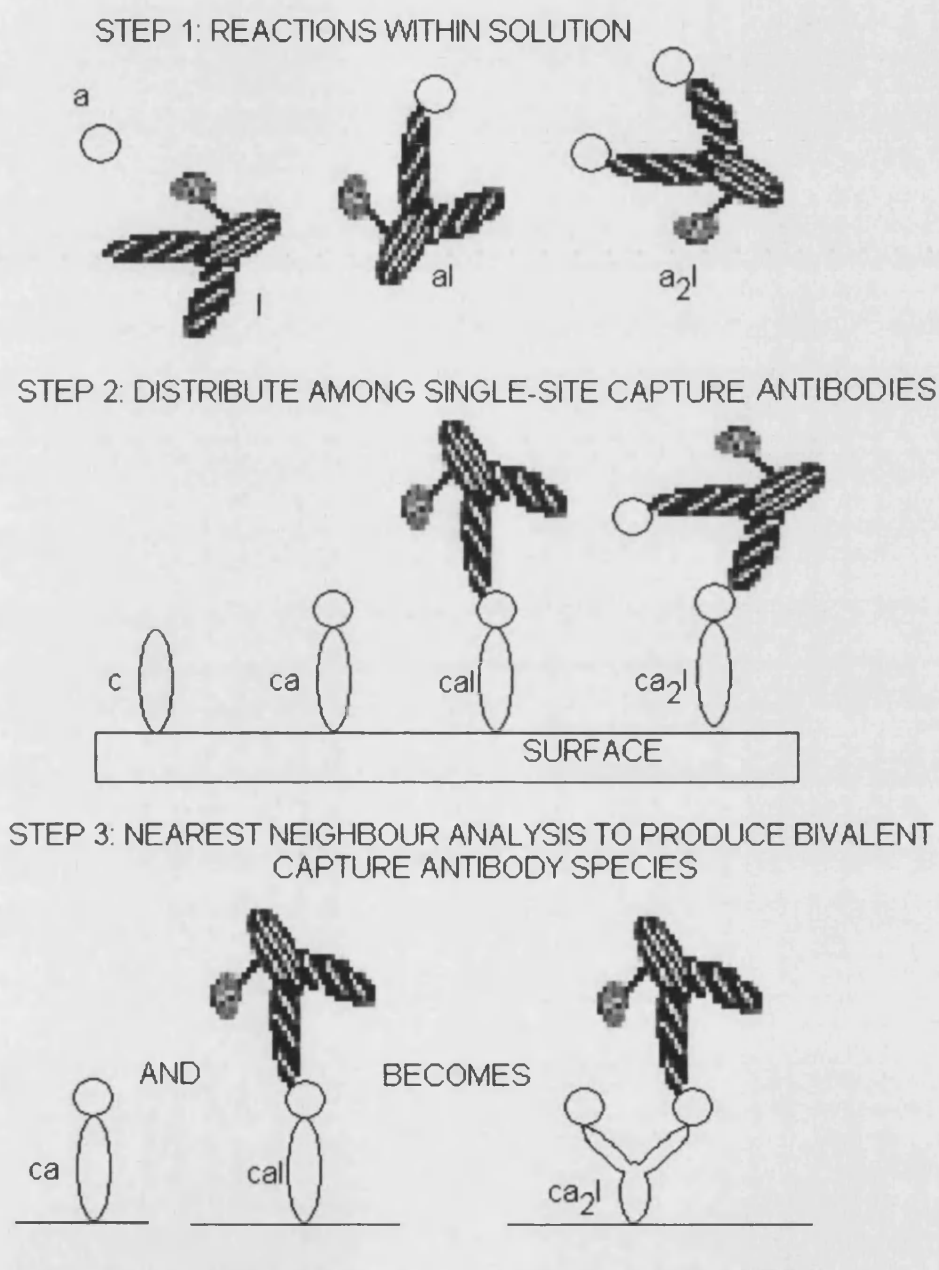 STEP 1: REACTIONS WITHIN SOLUTION
a
l
al
a2l
STEP 2: DISTRIBUTE AMONG SINGLE-SITE CAPTURE ANTIBODIES
c
ca
cal
ca2l
SURFACE
STEP 3: NEAREST NEIGHBOUR ANALYSIS TO PRODUCE BIVALENT
CAPTURE ANTIBODY SPECIES
AND
BECOMES
ca
cal
ca2l